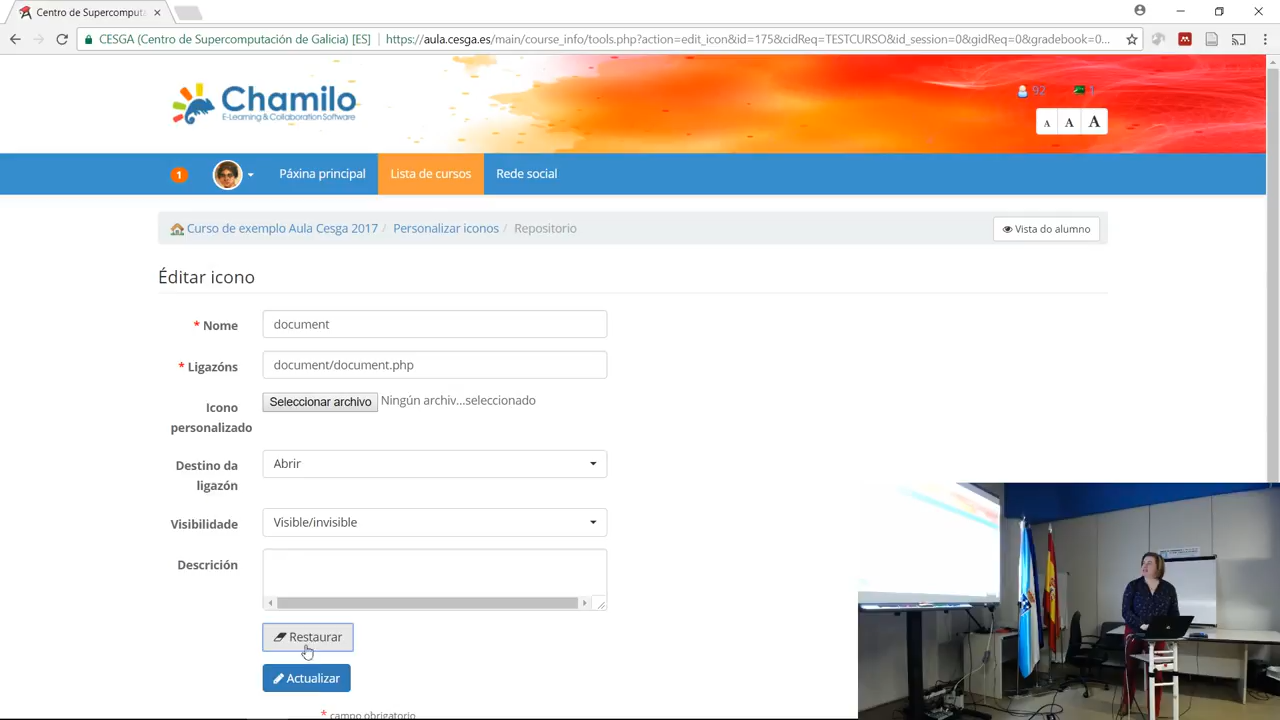 Centro de Supercomputa
CESGA (Centro de Supercomputación de Galicia) [ES]
https://aula.cesga.es/main/course_info/tools.php?action=edit_icon&id=175&cidReq=TESTCURSO&id_session=0&gidReq=0&gradebook=0...
Chamilo
E-Learning & Collaboration Software
92 1
A A A
1
Páxina principal
Lista de cursos
Rede social
Curso de exemplo Aula Cesga 2017 / Personalizar iconos / Repositorio
Vista do alumno
Éditar icono
* Nome
document
* Ligazóns
document/document.php
Icono personalizado
Seleccionar archivo Ningún archiv...seleccionado
Destino da ligazón
Abrir
Visibilidade
Visible/invisible
Descrición
Restaurar
Actualizar
* campo obrigatorio